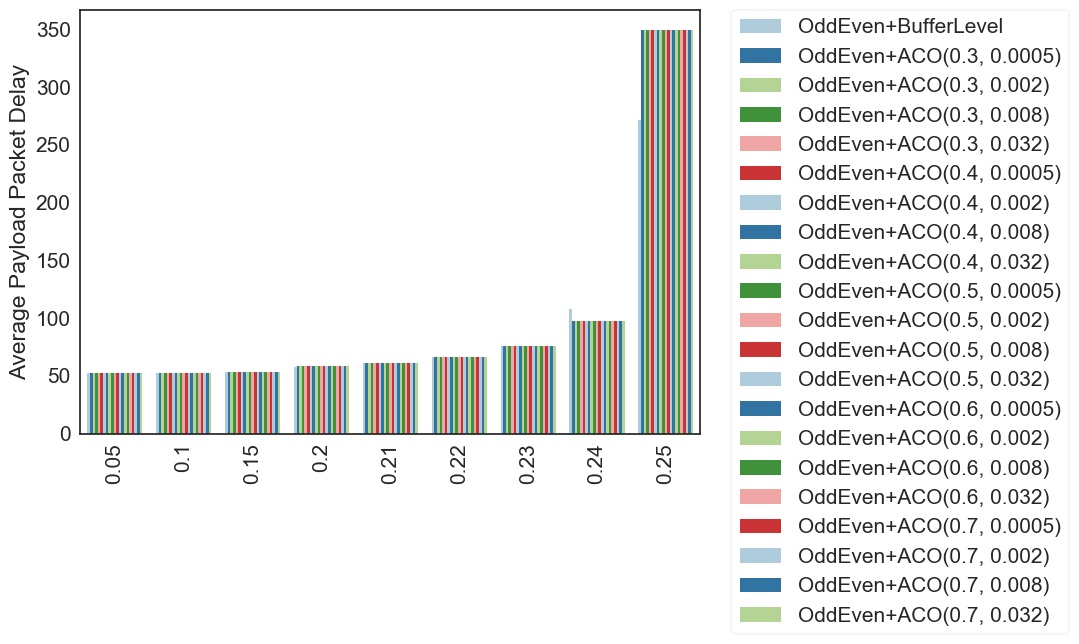 Average Payload Packet Delay
350
300
250
200
150
100
50
0
0.05
0.1
0.15
0.2
0.21
0.22
0.23
0.24
0.25
OddEven+BufferLevel
OddEven+ACO(0.3, 0.0005)
OddEven+ACO(0.3, 0.002)
OddEven+ACO(0.3, 0.008)
OddEven+ACO(0.3, 0.032)
OddEven+ACO(0.4, 0.0005)
OddEven+ACO(0.4, 0.002)
OddEven+ACO(0.4, 0.008)
OddEven+ACO(0.4, 0.032)
OddEven+ACO(0.5, 0.0005)
OddEven+ACO(0.5, 0.002)
OddEven+ACO(0.5, 0.008)
OddEven+ACO(0.5, 0.032)
OddEven+ACO(0.6, 0.0005)
OddEven+ACO(0.6, 0.002)
OddEven+ACO(0.6, 0.008)
OddEven+ACO(0.6, 0.032)
OddEven+ACO(0.7, 0.0005)
OddEven+ACO(0.7, 0.002)
OddEven+ACO(0.7, 0.008)
OddEven+ACO(0.7, 0.032)